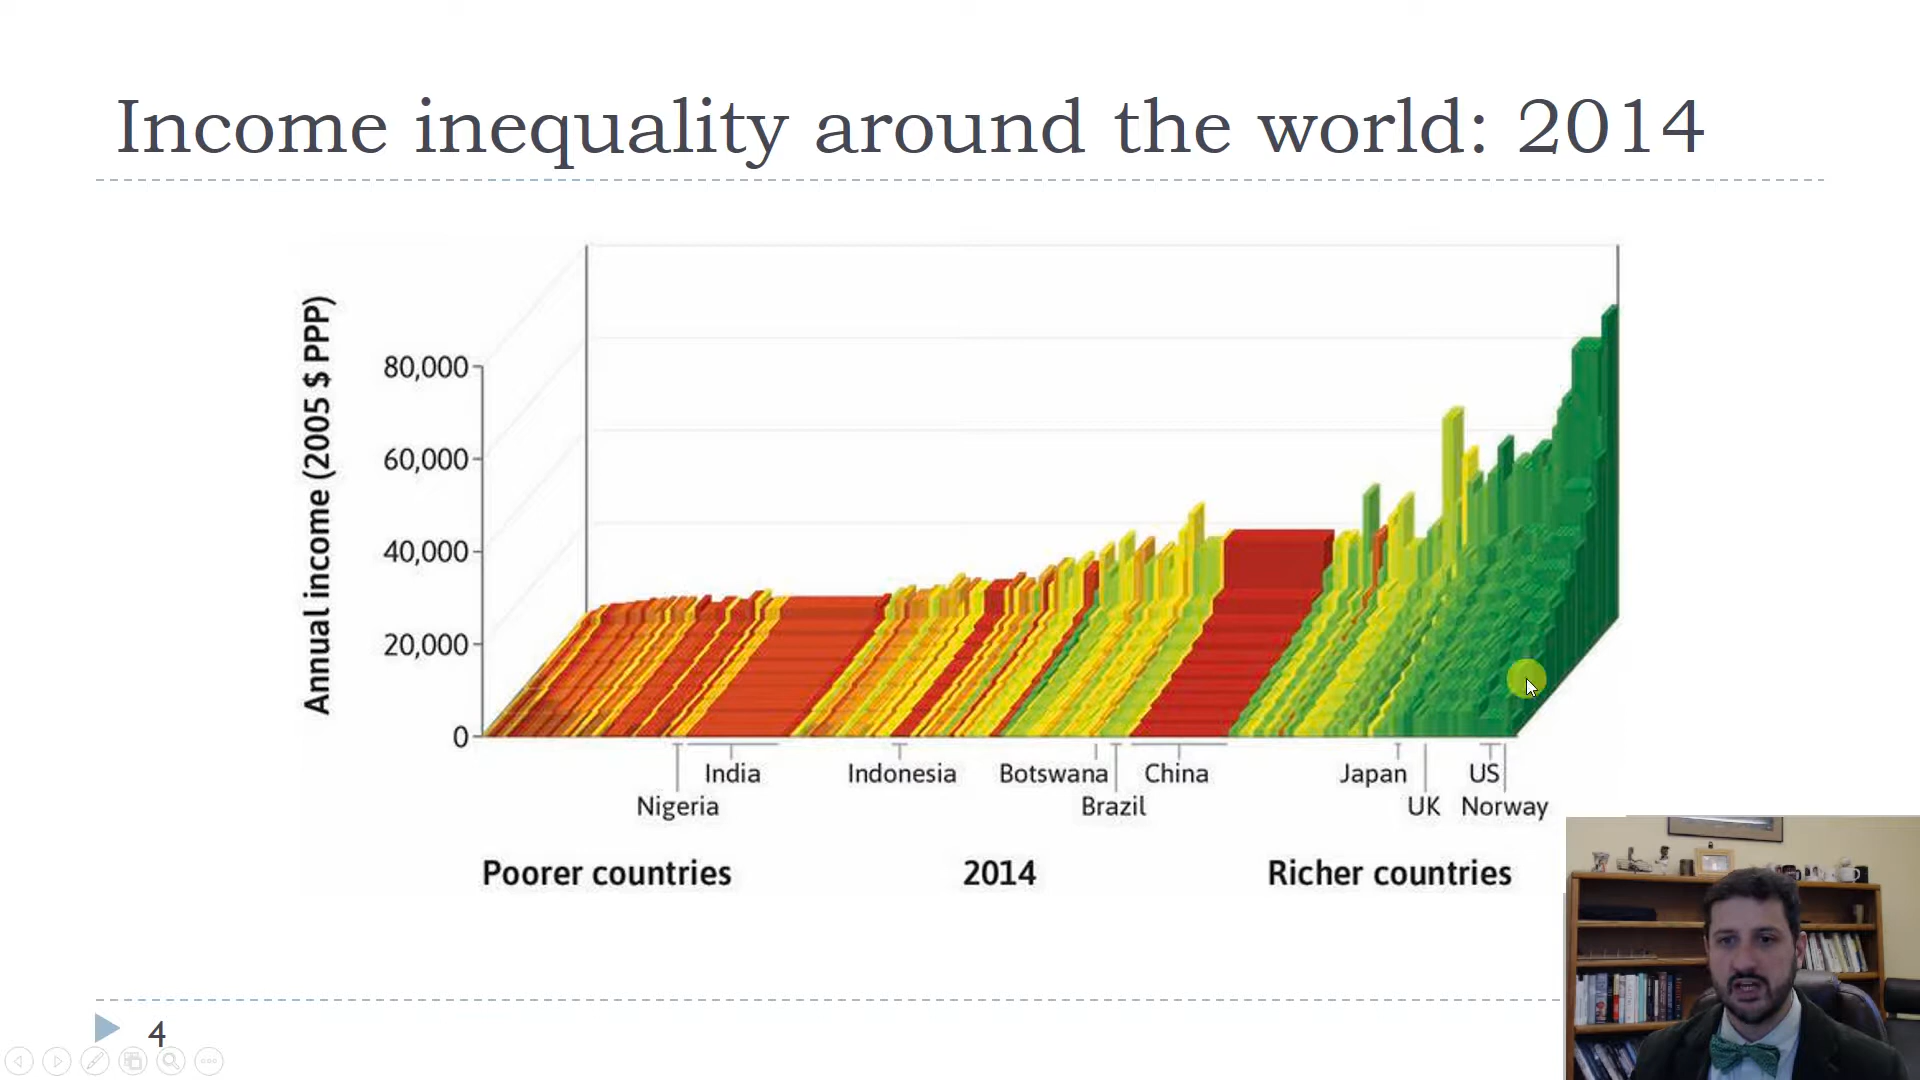 Income inequality around the world: 2014
Annual income (2005 $ PPP)
80,000
60,000
40,000
20,000
0
India
Indonesia
Botswana
China
Japan
US
Nigeria
Brazil
UK
Norway
Poorer countries
2014
Richer countries
4